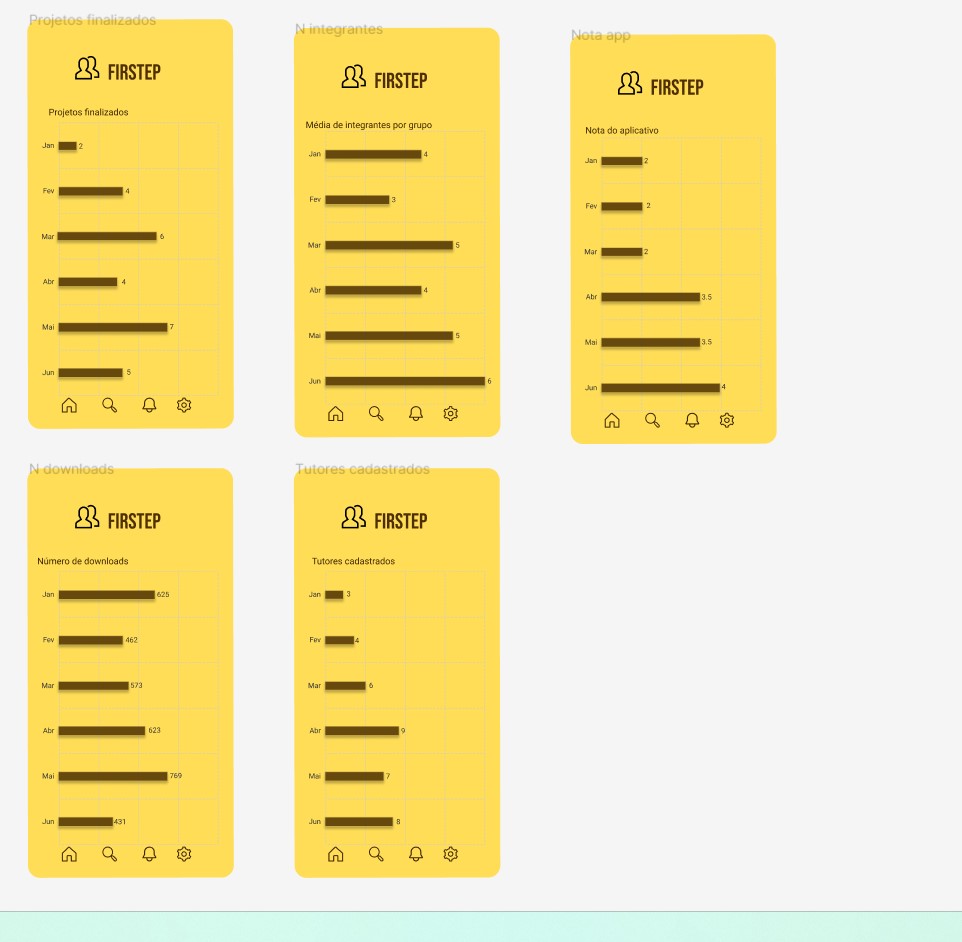 Projetos finalizados
FIRSTEP
Projetos finalizados
Jan 2
Fev 4
Mar 6
Abr 4
Mai 7
Jun 5
N integrantes
FIRSTEP
Média de integrantes por grupo
Jan 4
Fev 3
Mar 5
Abr 4
Mai 5
Jun 6
Nota app
FIRSTEP
Nota do aplicativo
Jan 2
Fev 2
Mar 2
Abr 3.5
Mai 3.5
Jun 4
N downloads
FIRSTEP
Número de downloads
Jan 625
Fev 462
Mar 573
Abr 623
Mai 769
Jun 431
Tutores cadastrados
FIRSTEP
Tutores cadastrados
Jan 3
Fev 4
Mar 6
Abr 9
Mai 7
Jun 8